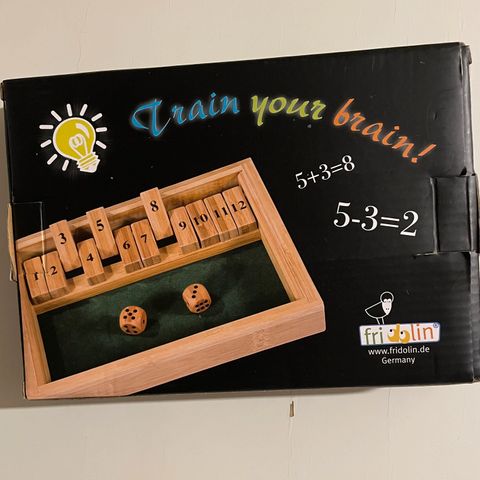 Train your brain!
5+3=8
5-3=2
3 5 8
1 2 4 6 7 9 10 11 12
fridolin®
www.fridolin.de
Germany